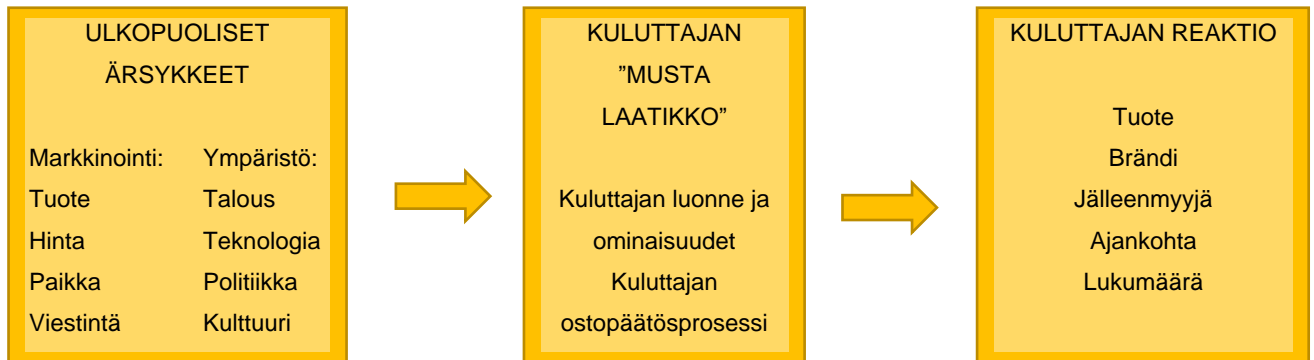 ULKOPUOLISET
ÄRSYKKEET
Markkinointi: Ympäristö:
Tuote Talous
Hinta Teknologia
Paikka Politiikka
Viestintä Kulttuuri
KULUTTAJAN
”MUSTA
LAATIKKO”
Kuluttajan luonne ja
ominaisuudet
Kuluttajan
ostopäätösprosessi
KULUTTAJAN REAKTIO
Tuote
Brändi
Jälleenmyyjä
Ajankohta
Lukumäärä